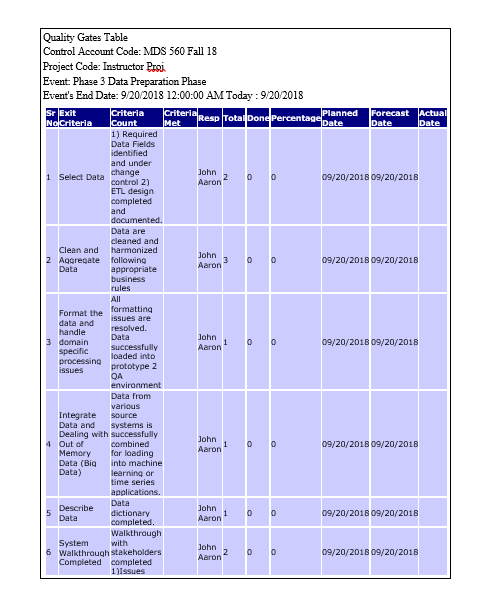 Quality Gates Table
Control Account Code: MDS 560 Fall 18
Project Code: Instructor Proj.
Event: Phase 3 Data Preparation Phase
Event's End Date: 9/20/2018 12:00:00 AM Today : 9/20/2018
Sr No Exit Criteria Criteria Count Criteria Met Resp Total Done Percentage Planned Date Forecast Date Actual Date
1 Select Data 1) Required Data Fields identified and under change control 2) ETL design completed and documented. John Aaron 2 0 0 09/20/2018 09/20/2018
2 Clean and Aggregate Data Data are cleaned and harmonized following appropriate business rules John Aaron 3 0 0 09/20/2018 09/20/2018
3 Format the data and handle domain specific processing issues All formatting issues are resolved. Data successfully loaded into prototype 2 QA environment John Aaron 1 0 0 09/20/2018 09/20/2018
4 Integrate Data and Dealing with Out of Memory Data (Big Data) Data from various source systems is successfully combined for loading into machine learning or time series applications. John Aaron 1 0 0 09/20/2018 09/20/2018
5 Describe Data Data dictionary completed. John Aaron 1 0 0 09/20/2018 09/20/2018
6 System Walkthrough Completed Walkthrough with stakeholders completed 1)Issues John Aaron 2 0 0 09/20/2018 09/20/2018